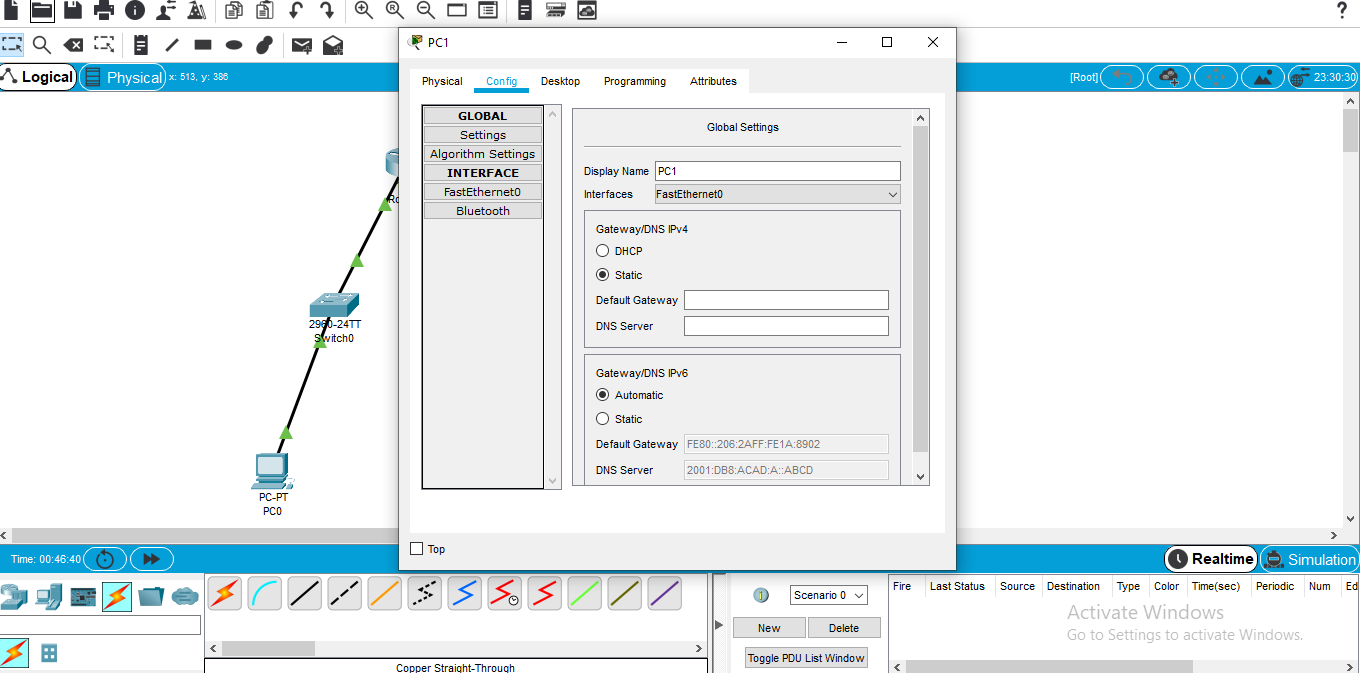 PC1
Logical
Physical
x: 513, y: 386
[Root]
23:30:30
Physical
Config
Desktop
Programming
Attributes
GLOBAL
Settings
Algorithm Settings
INTERFACE
FastEthernet0
Bluetooth
Global Settings
Display Name
PC1
Interfaces
FastEthernet0
Gateway/DNS IPv4
DHCP
Static
Default Gateway
DNS Server
Gateway/DNS IPv6
Automatic
Static
Default Gateway
FE80::206:2AFF:FE1A:8902
DNS Server
2001:DB8:ACAD:A::ABCD
Top
2960-24TT
Switch0
PC-PT
PC0
Time: 00:46:40
Realtime
Simulation
Scenario 0
New
Delete
Toggle PDU List Window
Fire
Last Status
Source
Destination
Type
Color
Time(sec)
Periodic
Num
Ed
Activate Windows
Go to Settings to activate Windows.
Copper Straight-Through